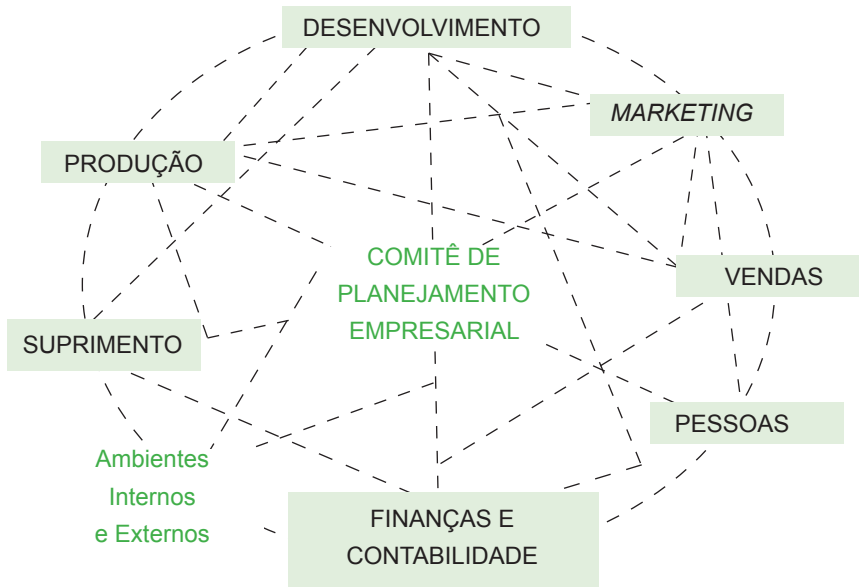 DESENVOLVIMENTO
MARKETING
PRODUÇÃO
COMITÊ DE
PLANEJAMENTO
EMPRESARIAL
VENDAS
SUPRIMENTO
PESSOAS
Ambientes
Internos
e Externos
FINANÇAS E
CONTABILIDADE